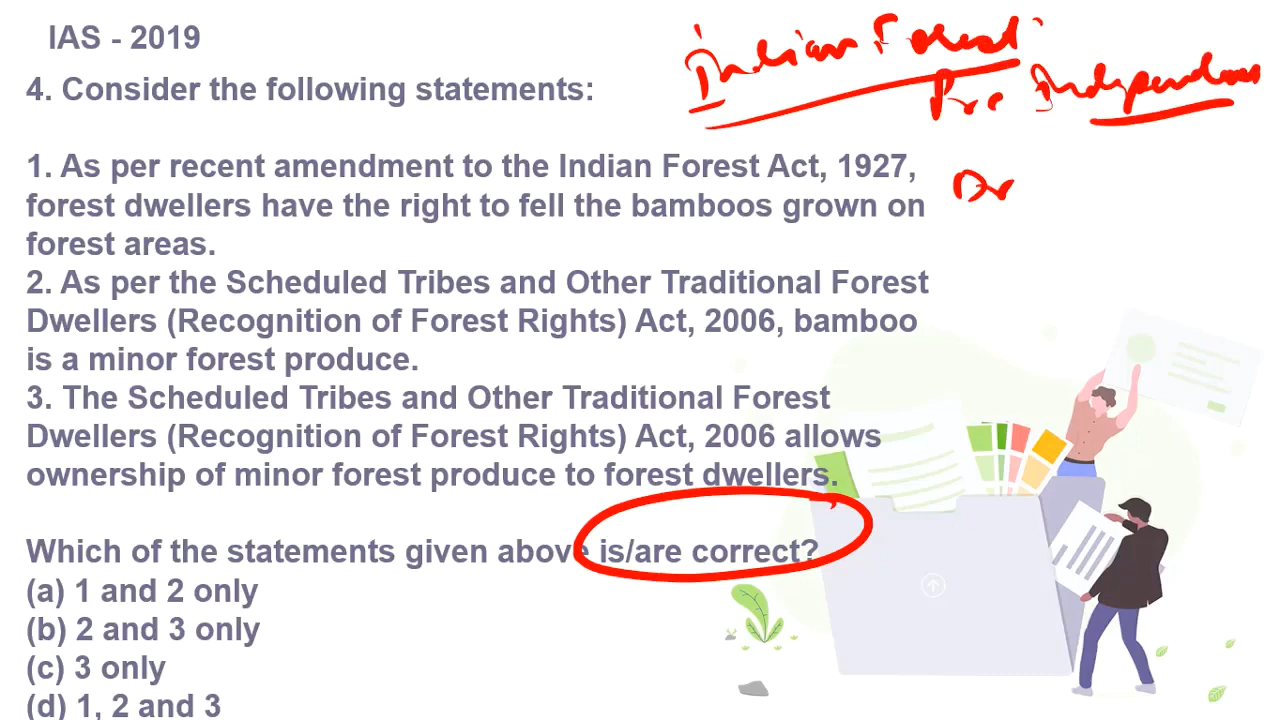 IAS - 2019
Indian Forest
4. Consider the following statements:
Pre Independence
1. As per recent amendment to the Indian Forest Act, 1927,
forest dwellers have the right to fell the bamboos grown on
forest areas.
2. As per the Scheduled Tribes and Other Traditional Forest
Dwellers (Recognition of Forest Rights) Act, 2006, bamboo
is a minor forest produce.
3. The Scheduled Tribes and Other Traditional Forest
Dwellers (Recognition of Forest Rights) Act, 2006 allows
ownership of minor forest produce to forest dwellers.
Which of the statements given above is/are correct?
(a) 1 and 2 only
(b) 2 and 3 only
(c) 3 only
(d) 1, 2 and 3